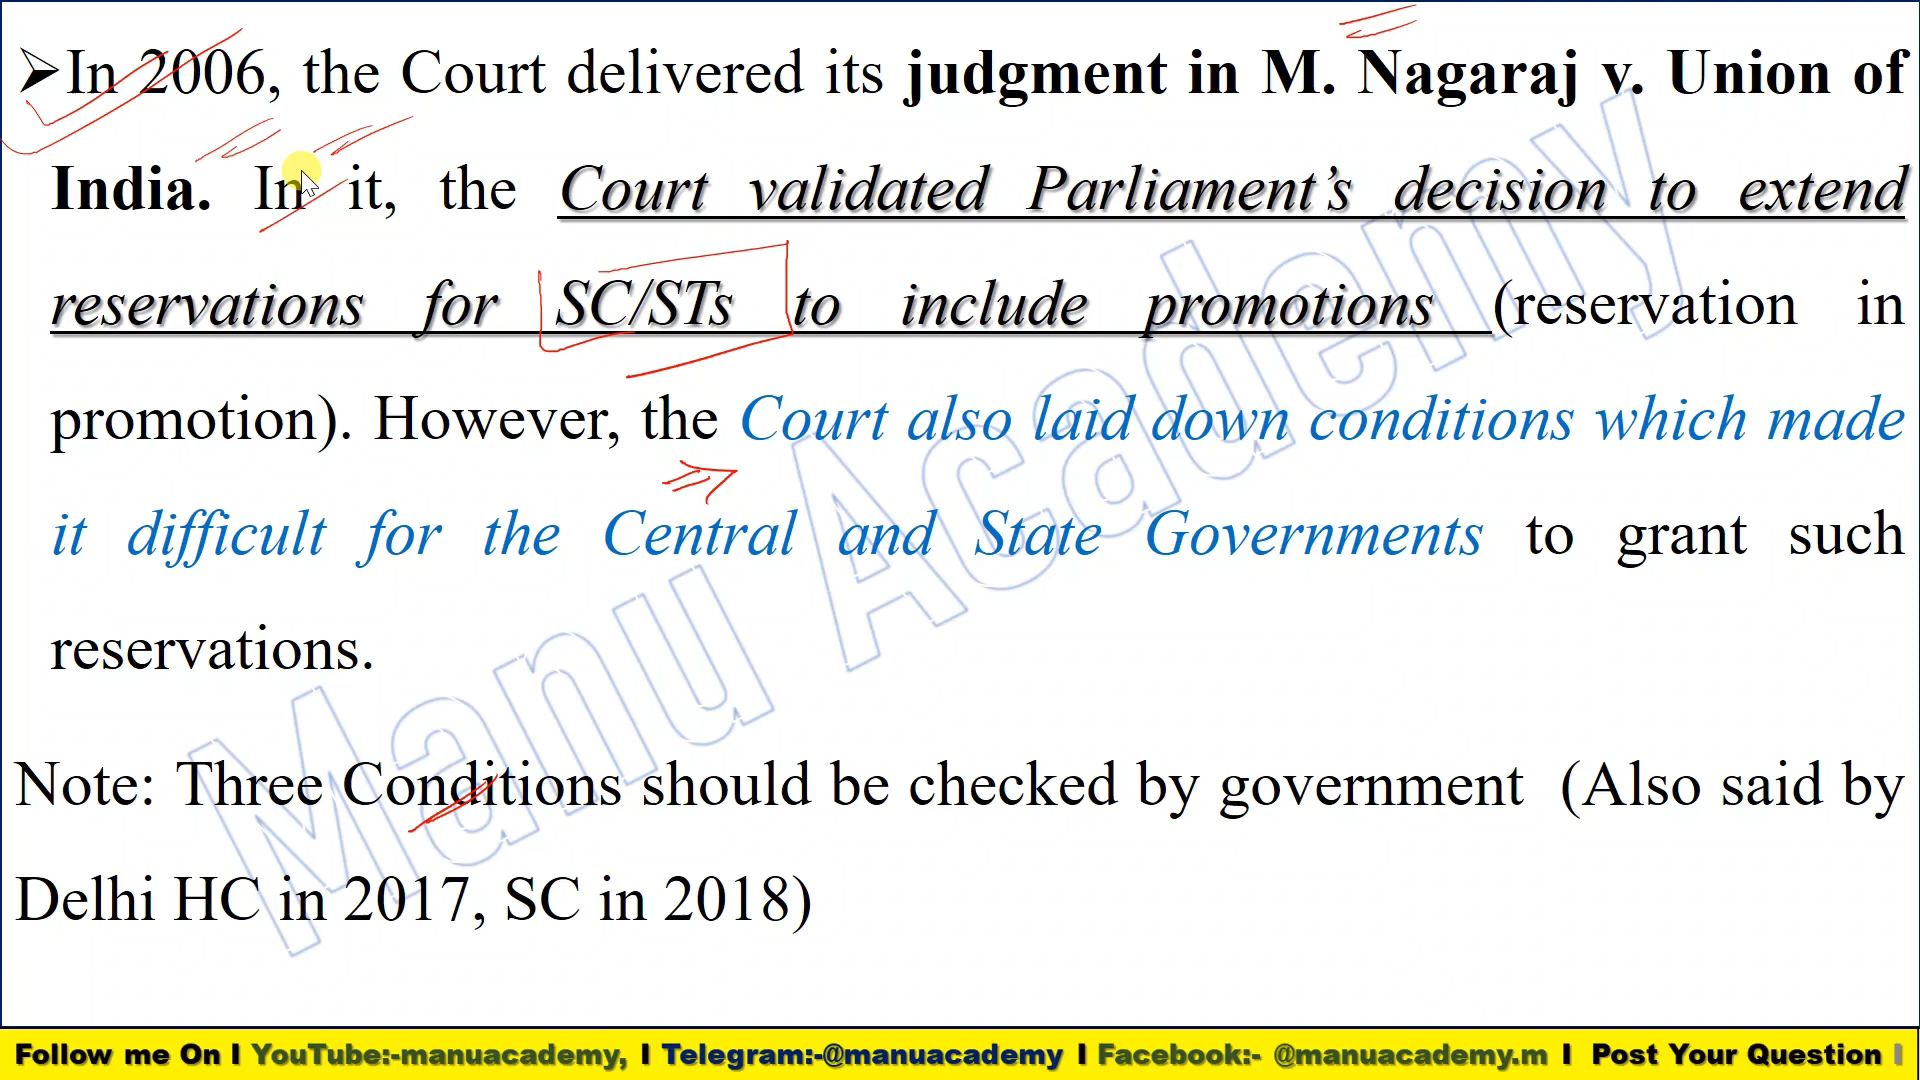 ➢In 2006, the Court delivered its judgment in M. Nagaraj v. Union of
India. In it, the Court validated Parliament’s decision to extend
reservations for SC/STs to include promotions (reservation in
promotion). However, the Court also laid down conditions which made
it difficult for the Central and State Governments to grant such
reservations.
Note: Three Conditions should be checked by government (Also said by
Delhi HC in 2017, SC in 2018)
Manu Academy
Follow me On I YouTube:-manuacademy, I Telegram:-@manuacademy I Facebook:- @manuacademy.m I Post Your Question I